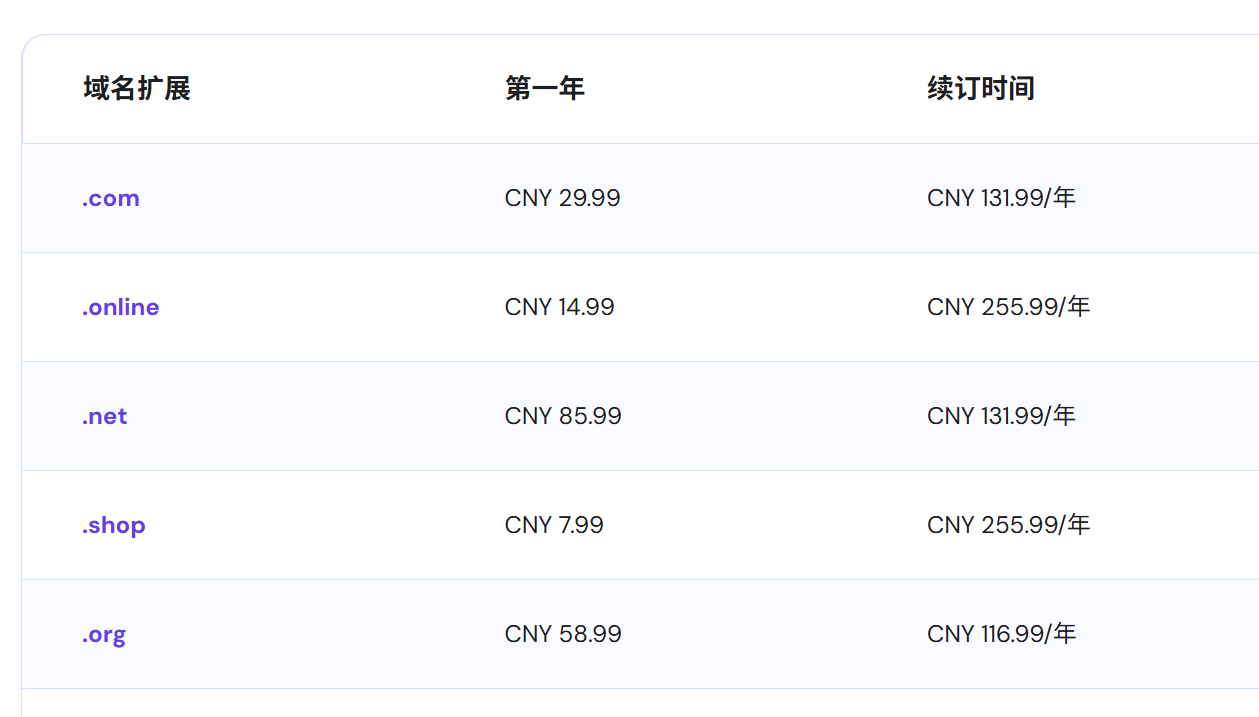 域名扩展 第一年 续订时间
.com CNY 29.99 CNY 131.99/年
.online CNY 14.99 CNY 255.99/年
.net CNY 85.99 CNY 131.99/年
.shop CNY 7.99 CNY 255.99/年
.org CNY 58.99 CNY 116.99/年